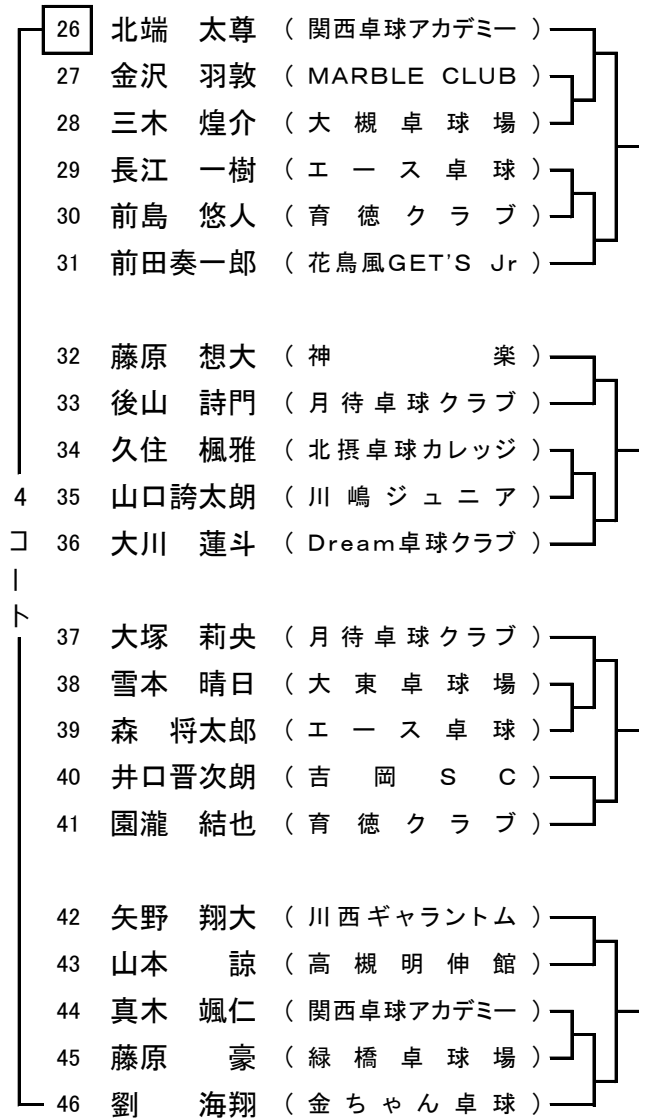 26 北端 太尊 (関西卓球アカデミー)
27 金沢 羽敦 (MARBLE CLUB)
28 三木 煌介 (大槻卓球場)
29 長江 一樹 (エース卓球)
30 前島 悠人 (育徳クラブ)
31 前田奏一郎 (花鳥風GET'S Jr)
32 藤原 想大 (神楽)
33 後山 詩門 (月待卓球クラブ)
34 久住 楓雅 (北摂卓球カレッジ)
35 山口誇太朗 (川嶋ジュニア)
36 大川 蓮斗 (Dream卓球クラブ)
4コート
37 大塚 莉央 (月待卓球クラブ)
38 雪本 晴日 (大東卓球場)
39 森 将太郎 (エース卓球)
40 井口晋次朗 (吉岡SC)
41 園瀧 結也 (育徳クラブ)
42 矢野 翔大 (川西ギャラントム)
43 山本 諒 (高槻明伸館)
44 真木 颯仁 (関西卓球アカデミー)
45 藤原 豪 (緑橋卓球場)
46 劉 海翔 (金ちゃん卓球)